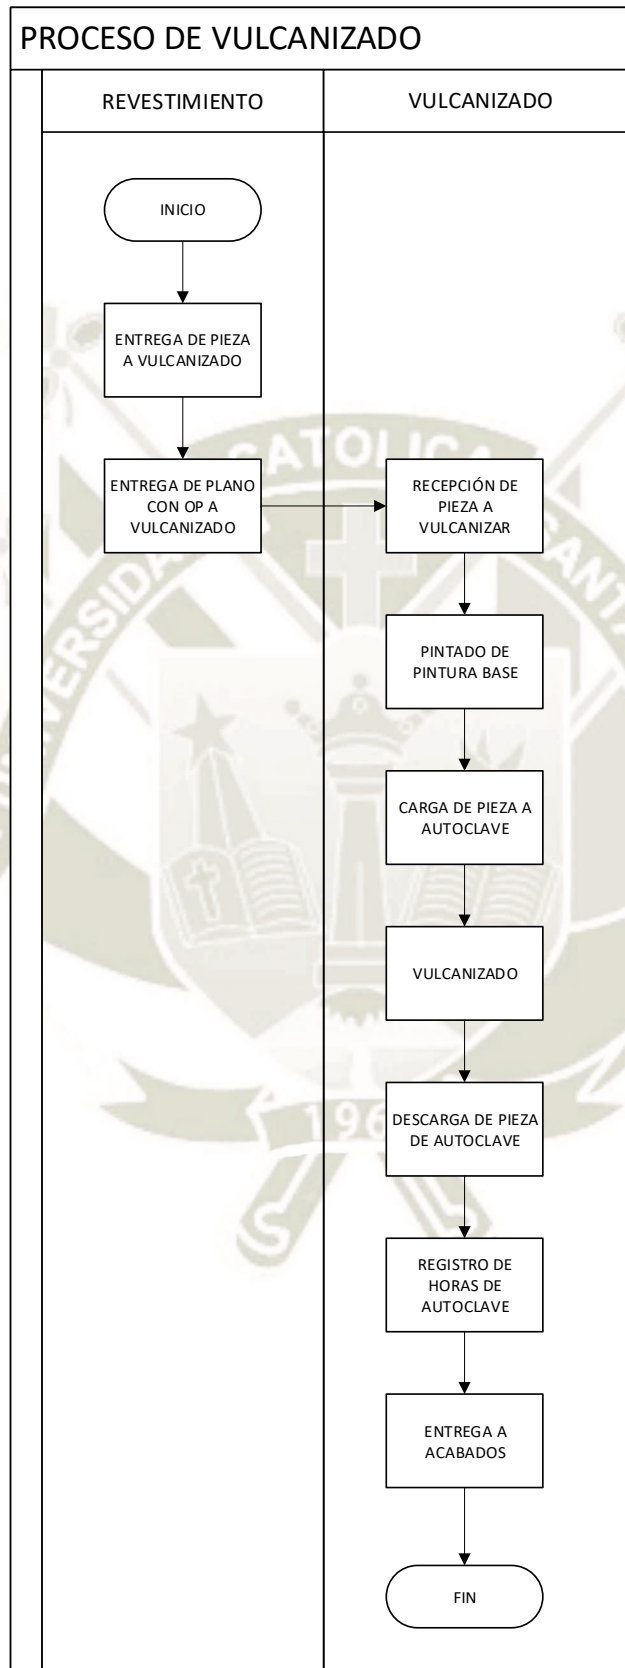 PROCESO DE VULCANIZADO
REVESTIMIENTO
VULCANIZADO
INICIO
ENTREGA DE PIEZA
A VULCANIZADO
ENTREGA DE PLANO
CON OP A
VULCANIZADO
RECEPCIÓN DE
PIEZA A
VULCANIZAR
PINTADO DE
PINTURA BASE
CARGA DE PIEZA A
AUTOCLAVE
VULCANIZADO
DESCARGA DE PIEZA
DE AUTOCLAVE
REGISTRO DE
HORAS DE
AUTOCLAVE
ENTREGA A
ACABADOS
FIN